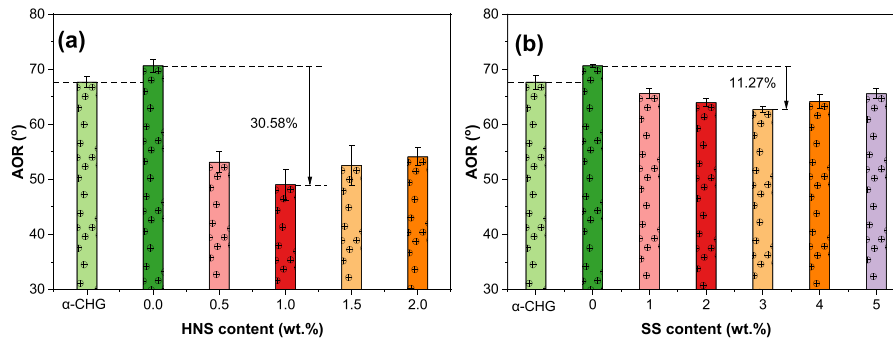 80
70
60
50
40
30
AOR (º)
(a)
30.58%
α-CHG 0.0 0.5 1.0 1.5 2.0
HNS content (wt.%)
80
70
60
50
40
30
AOR (º)
(b)
11.27%
α-CHG 0 1 2 3 4 5
SS content (wt.%)